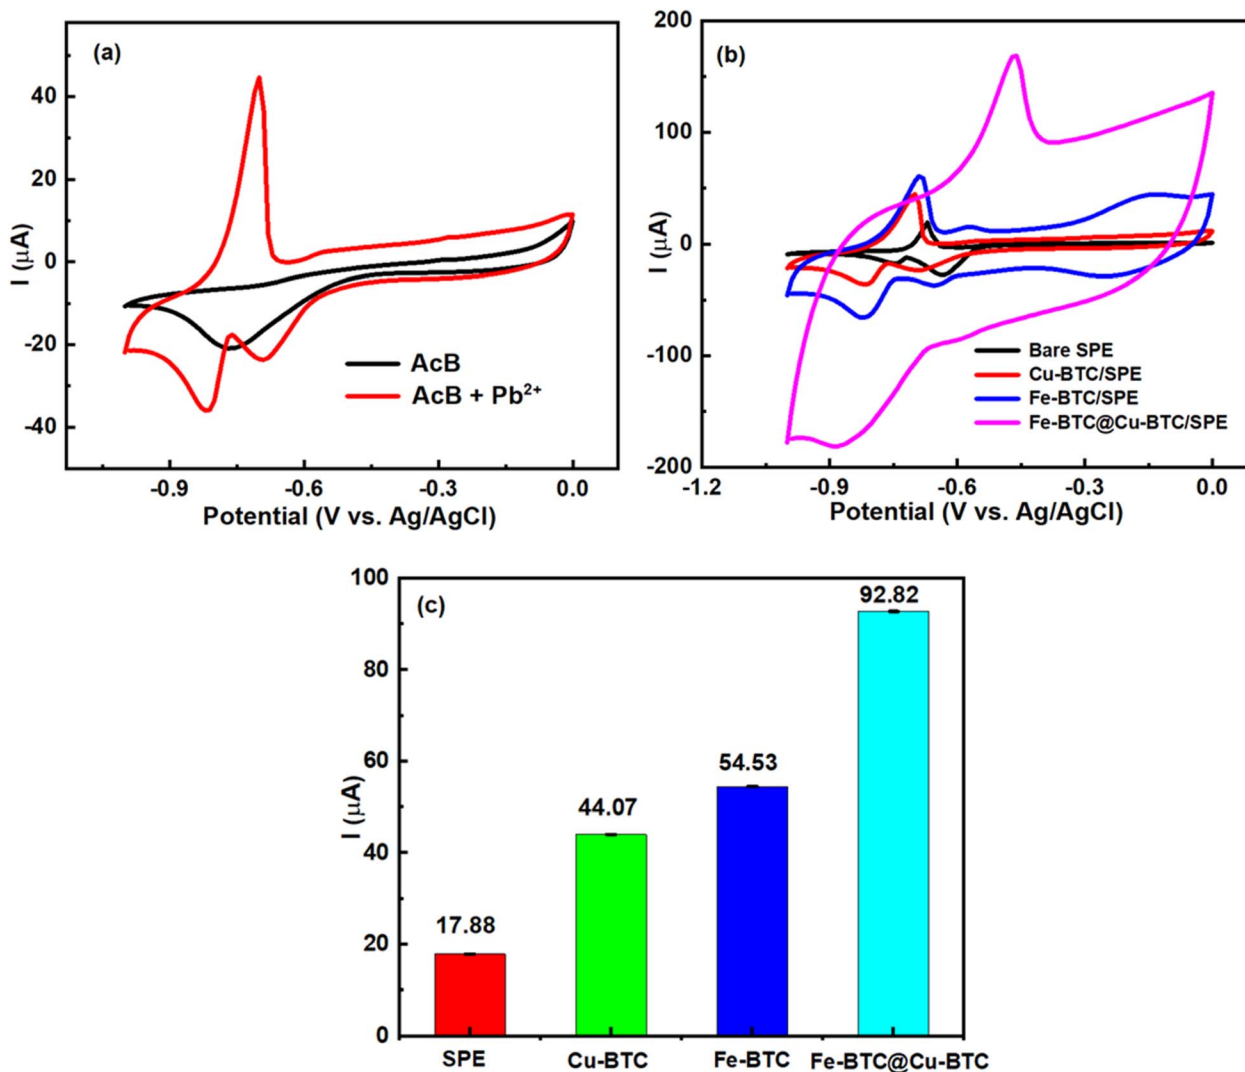 (a)
I (µA)
40
20
0
-20
-40
AcB
AcB + Pb²⁺
-0.9
-0.6
-0.3
0.0
Potential (V vs. Ag/AgCl)
(b)
I (µA)
200
100
0
-100
-200
Bare SPE
Cu-BTC/SPE
Fe-BTC/SPE
Fe-BTC@Cu-BTC/SPE
-1.2
-0.9
-0.6
-0.3
0.0
Potential (V vs. Ag/AgCl)
(c)
I (µA)
100
80
60
40
20
0
17.88
44.07
54.53
92.82
SPE
Cu-BTC
Fe-BTC
Fe-BTC@Cu-BTC